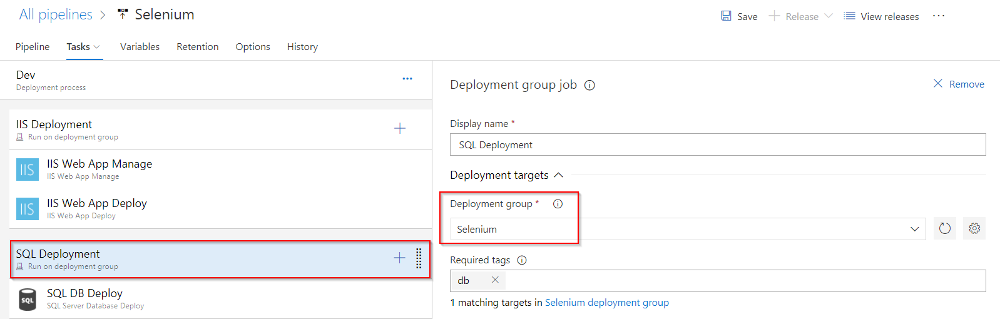 All pipelines > Selenium
Save Release View releases ...
Pipeline Tasks Variables Retention Options History
Dev
Deployment process
IIS Deployment
Run on deployment group
IIS
IIS Web App Manage
IIS Web App Manage
IIS
IIS Web App Deploy
IIS Web App Deploy
SQL Deployment
Run on deployment group
SQL
SQL DB Deploy
SQL Server Database Deploy
Deployment group job
Remove
Display name *
SQL Deployment
Deployment targets
Deployment group *
Selenium
Required tags
db
1 matching targets in Selenium deployment group